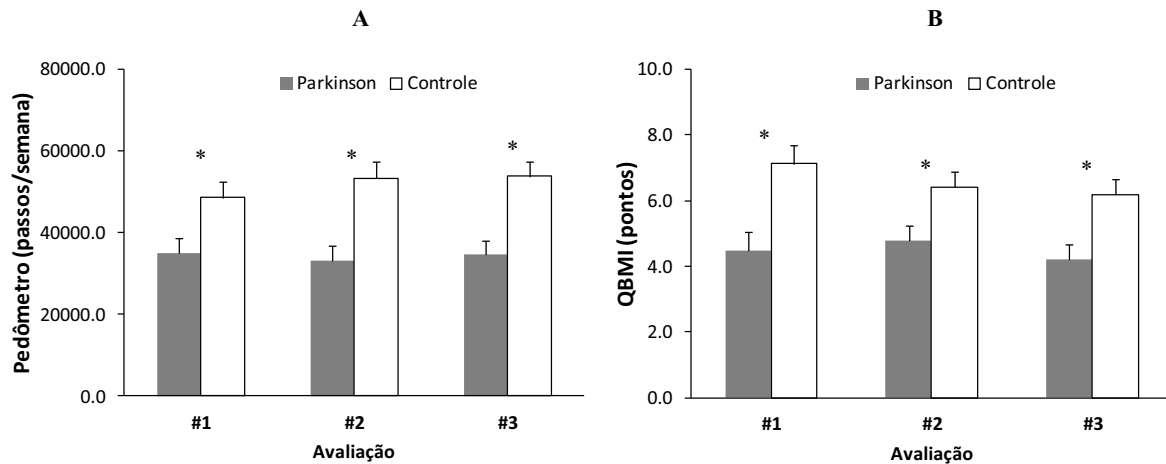 A
Parkinson Controle
80000.0
60000.0
40000.0
20000.0
0.0
Pedômetro (passos/semana)
* * *
#1 #2 #3
Avaliação
B
Parkinson Controle
10.0
8.0
6.0
4.0
2.0
0.0
QBMI (pontos)
* * *
#1 #2 #3
Avaliação